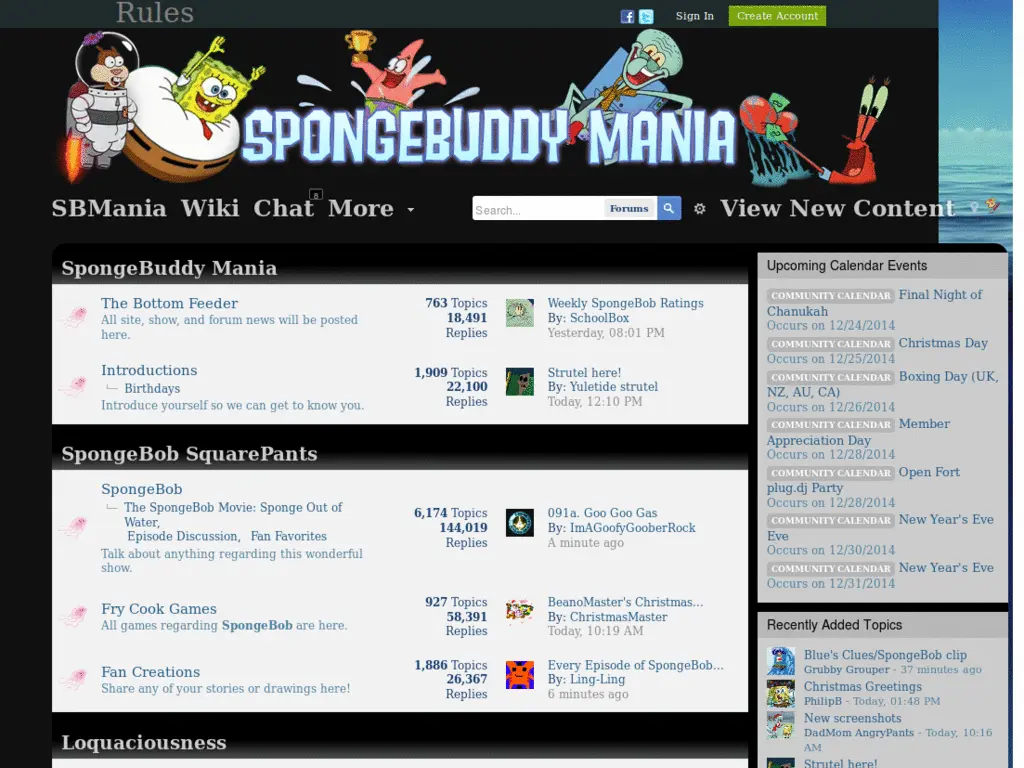 Rules
Sign In
Create Account
SPONGEBUDDY MANIA
SBMania Wiki Chat More
Search...
Forums
View New Content
SpongeBuddy Mania
The Bottom Feeder
All site, show, and forum news will be posted
here.
763 Topics
18,491
Replies
Weekly SpongeBob Ratings
By: SchoolBox
Yesterday, 08:01 PM
Introductions
Birthdays
Introduce yourself so we can get to know you.
1,909 Topics
22,100
Replies
Strutel here!
By: Yuletide strutel
Today, 12:10 PM
SpongeBob SquarePants
SpongeBob
The SpongeBob Movie: Sponge Out of
Water,
Episode Discussion, Fan Favorites
Talk about anything regarding this wonderful
show.
6,174 Topics
144,019
Replies
091a. Goo Goo Gas
By: ImAGoofyGooberRock
A minute ago
Fry Cook Games
All games regarding SpongeBob are here.
927 Topics
58,391
Replies
BeanoMaster's Christmas...
By: ChristmasMaster
Today, 10:19 AM
Fan Creations
Share any of your stories or drawings here!
1,886 Topics
26,367
Replies
Every Episode of SpongeBob...
By: Ling-Ling
6 minutes ago
Loquaciousness
Upcoming Calendar Events
COMMUNITY CALENDAR Final Night of
Chanukah
Occurs on 12/24/2014
COMMUNITY CALENDAR Christmas Day
Occurs on 12/25/2014
COMMUNITY CALENDAR Boxing Day (UK,
NZ, AU, CA)
Occurs on 12/26/2014
COMMUNITY CALENDAR Member
Appreciation Day
Occurs on 12/28/2014
COMMUNITY CALENDAR Open Fort
plug.dj Party
Occurs on 12/28/2014
COMMUNITY CALENDAR New Year's Eve
Eve
Occurs on 12/30/2014
COMMUNITY CALENDAR New Year's Eve
Occurs on 12/31/2014
Recently Added Topics
Blue's Clues/SpongeBob clip
Grubby Grouper - 37 minutes ago
Christmas Greetings
PhilipB - Today, 01:48 PM
New screenshots
DadMom AngryPants - Today, 10:16
AM
Strutel here!